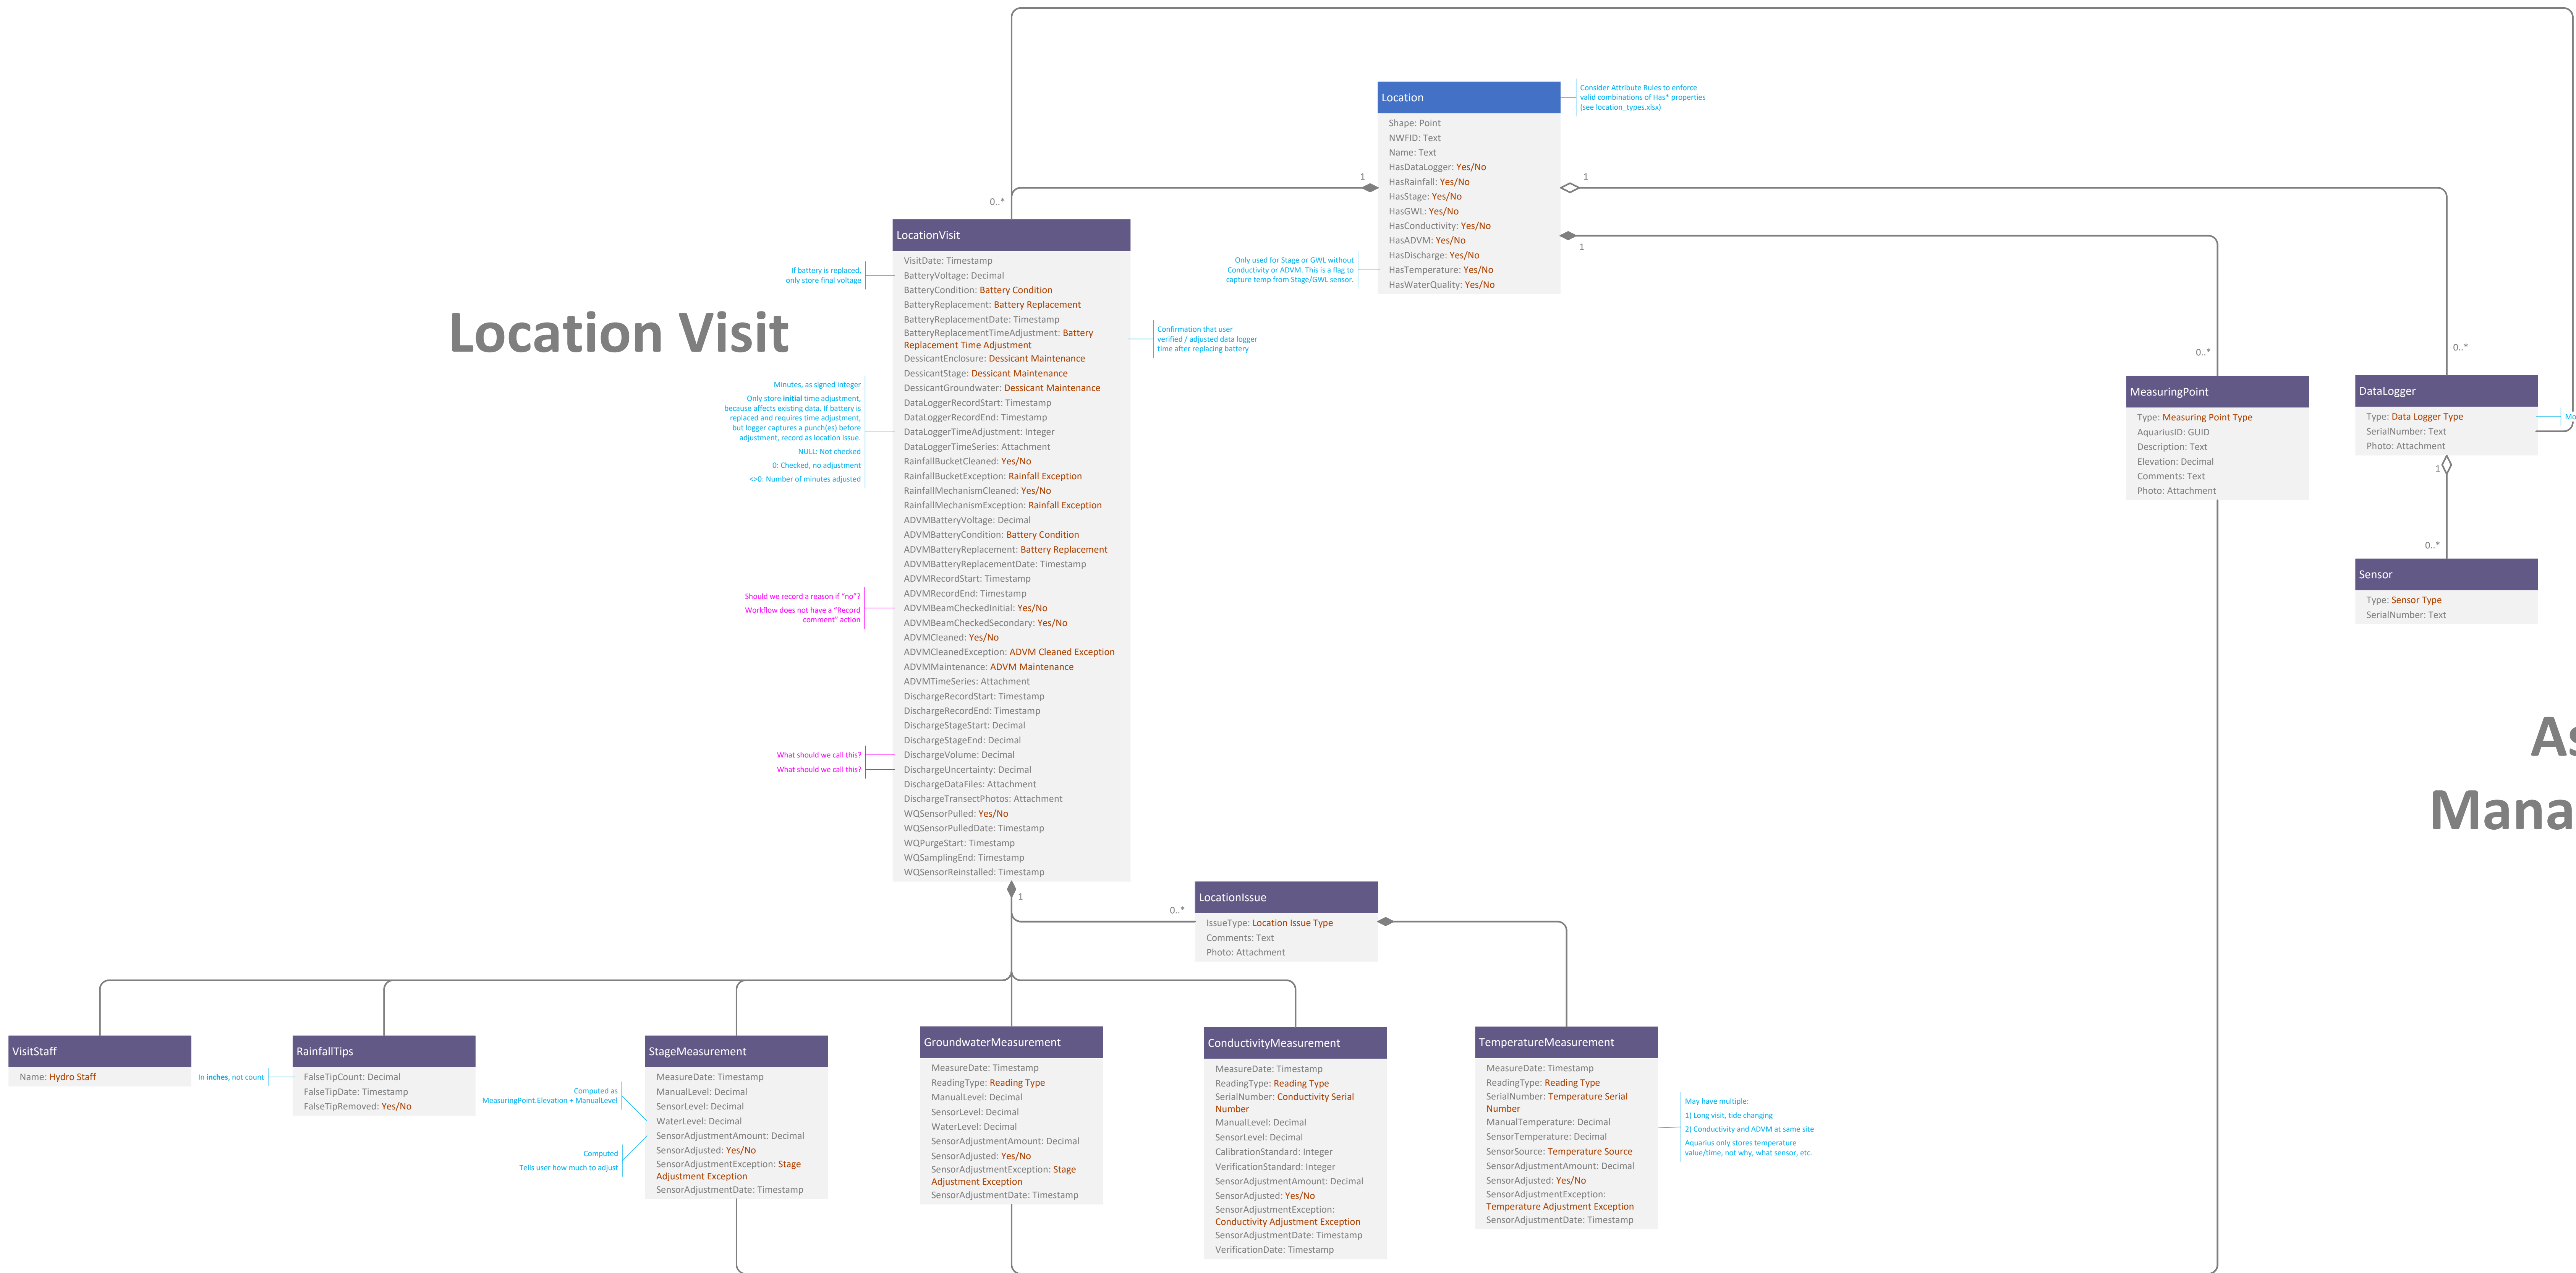 Location
Shape: Point
NWFID: Text
Name: Text
HasDataLogger: Yes/No
HasRainfall: Yes/No
HasStage: Yes/No
HasGWL: Yes/No
HasConductivity: Yes/No
HasADVM: Yes/No
HasDischarge: Yes/No
HasTemperature: Yes/No
HasWaterQuality: Yes/No
Consider Attribute Rules to enforce
valid combinations of Has* properties
(see location_types.xlsx)
Only used for Stage or GWL without
Conductivity or ADVM. This is a flag to
capture temp from Stage/GWL sensor.
1
0..*
1
1
0..*
0..*
Location Visit
LocationVisit
VisitDate: Timestamp
BatteryVoltage: Decimal
BatteryCondition: Battery Condition
BatteryReplacement: Battery Replacement
BatteryReplacementDate: Timestamp
BatteryReplacementTimeAdjustment: Battery
Replacement Time Adjustment
DessicantEnclosure: Dessicant Maintenance
DessicantStage: Dessicant Maintenance
DessicantGroundwater: Dessicant Maintenance
DataLoggerRecordStart: Timestamp
DataLoggerRecordEnd: Timestamp
DataLoggerTimeAdjustment: Integer
DataLoggerTimeSeries: Attachment
RainfallBucketCleaned: Yes/No
RainfallBucketException: Rainfall Exception
RainfallMechanismCleaned: Yes/No
RainfallMechanismException: Rainfall Exception
ADVMBatteryVoltage: Decimal
ADVMBatteryCondition: Battery Condition
ADVMBatteryReplacement: Battery Replacement
ADVMBatteryReplacementDate: Timestamp
ADVMRecordStart: Timestamp
ADVMRecordEnd: Timestamp
ADVMBeamCheckedInitial: Yes/No
ADVMBeamCheckedSecondary: Yes/No
ADVMCleaned: Yes/No
ADVMCleanedException: ADVM Cleaned Exception
ADVMMaintenance: ADVM Maintenance
ADVMTimeSeries: Attachment
DischargeRecordStart: Timestamp
DischargeRecordEnd: Timestamp
DischargeStageStart: Decimal
DischargeStageEnd: Decimal
DischargeVolume: Decimal
DischargeUncertainty: Decimal
DischargeDataFiles: Attachment
DischargeTransectPhotos: Attachment
WQSensorPulled: Yes/No
WQSensorPulledDate: Timestamp
WQPurgeStart: Timestamp
WQSamplingEnd: Timestamp
WQSensorReinstalled: Timestamp
If battery is replaced,
only store final voltage
Confirmation that user
verified / adjusted data logger
time after replacing battery
Minutes, as signed integer
Only store initial time adjustment,
because affects existing data. If battery is
replaced and requires time adjustment,
but logger captures a punch(es) before
adjustment, record as location issue.
NULL: Not checked
0: Checked, no adjustment
<>0: Number of minutes adjusted
Should we record a reason if "no"?
Workflow does not have a "Record
comment" action
What should we call this?
What should we call this?
MeasuringPoint
Type: Measuring Point Type
AquariusID: GUID
Description: Text
Elevation: Decimal
Comments: Text
Photo: Attachment
DataLogger
Type: Data Logger Type
SerialNumber: Text
Photo: Attachment
Mo
1
0..*
Sensor
Type: Sensor Type
SerialNumber: Text
As
Mana
1
0..*
LocationIssue
IssueType: Location Issue Type
Comments: Text
Photo: Attachment
VisitStaff
Name: Hydro Staff
RainfallTips
FalseTipCount: Decimal
FalseTipDate: Timestamp
FalseTipRemoved: Yes/No
In inches, not count
StageMeasurement
MeasureDate: Timestamp
ManualLevel: Decimal
SensorLevel: Decimal
WaterLevel: Decimal
SensorAdjustmentAmount: Decimal
SensorAdjusted: Yes/No
SensorAdjustmentException: Stage
Adjustment Exception
SensorAdjustmentDate: Timestamp
Computed as
MeasuringPoint.Elevation + ManualLevel
Computed
Tells user how much to adjust
GroundwaterMeasurement
MeasureDate: Timestamp
ReadingType: Reading Type
ManualLevel: Decimal
SensorLevel: Decimal
WaterLevel: Decimal
SensorAdjustmentAmount: Decimal
SensorAdjusted: Yes/No
SensorAdjustmentException: Stage
Adjustment Exception
SensorAdjustmentDate: Timestamp
ConductivityMeasurement
MeasureDate: Timestamp
ReadingType: Reading Type
SerialNumber: Conductivity Serial
Number
ManualLevel: Decimal
SensorLevel: Decimal
CalibrationStandard: Integer
VerificationStandard: Integer
SensorAdjustmentAmount: Decimal
SensorAdjusted: Yes/No
SensorAdjustmentException:
Conductivity Adjustment Exception
SensorAdjustmentDate: Timestamp
VerificationDate: Timestamp
TemperatureMeasurement
MeasureDate: Timestamp
ReadingType: Reading Type
SerialNumber: Temperature Serial
Number
ManualTemperature: Decimal
SensorTemperature: Decimal
SensorSource: Temperature Source
SensorAdjustmentAmount: Decimal
SensorAdjusted: Yes/No
SensorAdjustmentException:
Temperature Adjustment Exception
SensorAdjustmentDate: Timestamp
May have multiple:
1) Long visit, tide changing
2) Conductivity and ADVM at same site
Aquarius only stores temperature
value/time, not why, what sensor, etc.